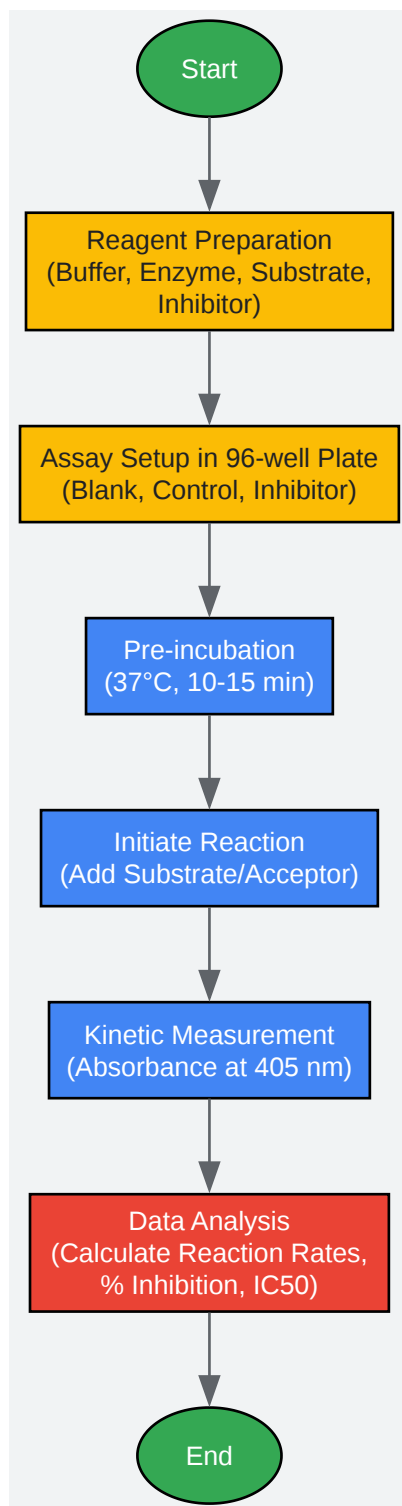 Start
Reagent Preparation
(Buffer, Enzyme, Substrate,
Inhibitor)
Assay Setup in 96-well Plate
(Blank, Control, Inhibitor)
Pre-incubation
(37°C, 10-15 min)
Initiate Reaction
(Add Substrate/Acceptor)
Kinetic Measurement
(Absorbance at 405 nm)
Data Analysis
(Calculate Reaction Rates,
% Inhibition, IC50)
End